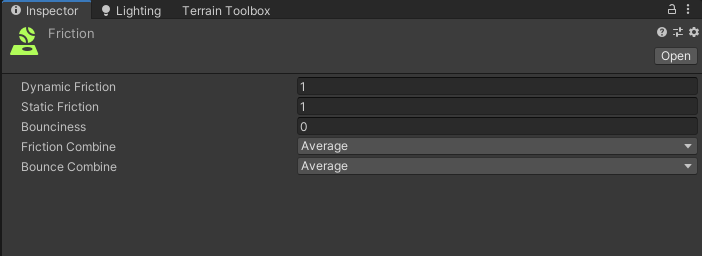 Inspector Lighting Terrain Toolbox
Friction
Open
Dynamic Friction 1
Static Friction 1
Bounciness 0
Friction Combine Average
Bounce Combine Average